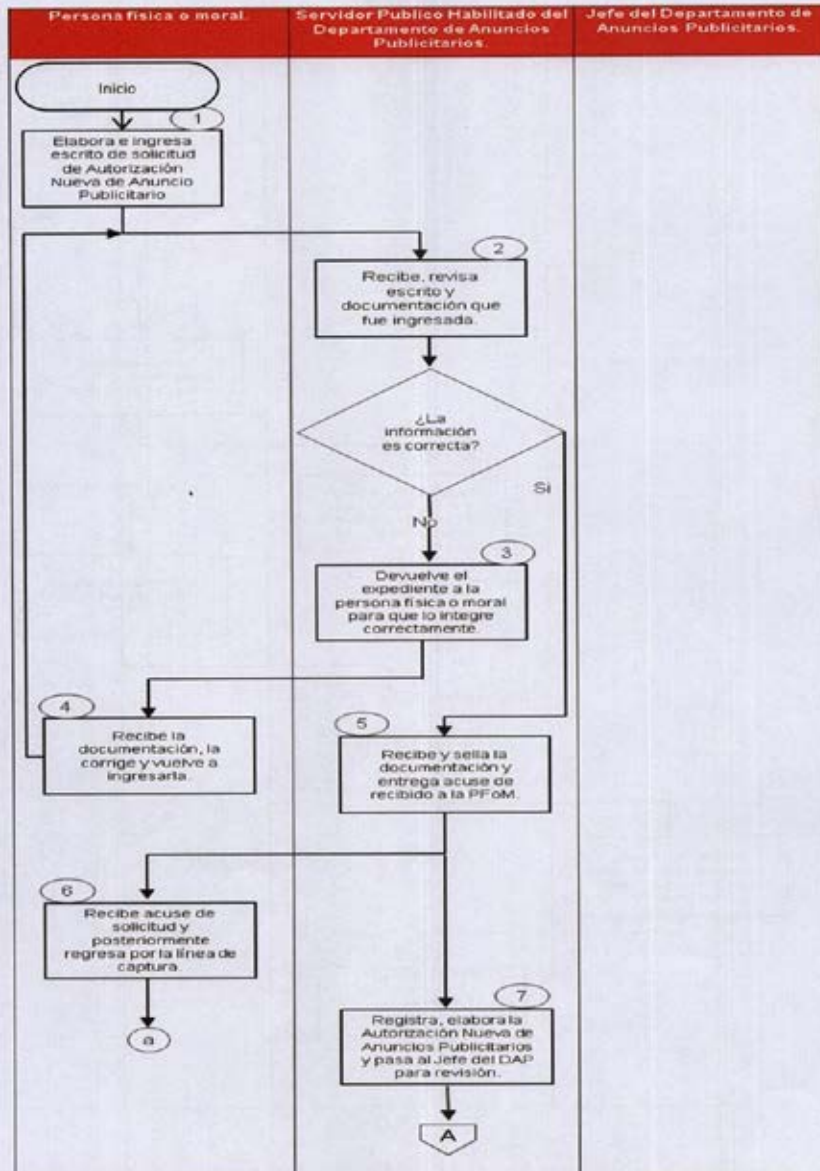 Persona física o moral.
Servidor Publico Habilitado del
Departamento de Anuncios
Publicitarios.
Jefe del Departamento de
Anuncios Publicitarios.
Inicio
1
Elabora e ingresa
escrito de solicitud
de Autorización
Nueva de Anuncio
Publicitario
2
Recibe, revisa
escrito y
documentación que
fue ingresada.
¿La
información
es correcta?
Si
No
3
Devuelve el
expediente a la
persona física o moral
para que lo integre
correctamente.
4
Recibe la
documentación, la
corrige y vuelve a
ingresarla.
5
Recibe y sella la
documentación y
entrega acuse de
recibido a la PFoM.
6
Recibe acuse de
solicitud y
posteriormente
regresa por la línea de
captura.
a
7
Registra, elabora la
Autorización Nueva de
Anuncios Publicitarios
y pasa al Jefe del DAP
para revisión.
A